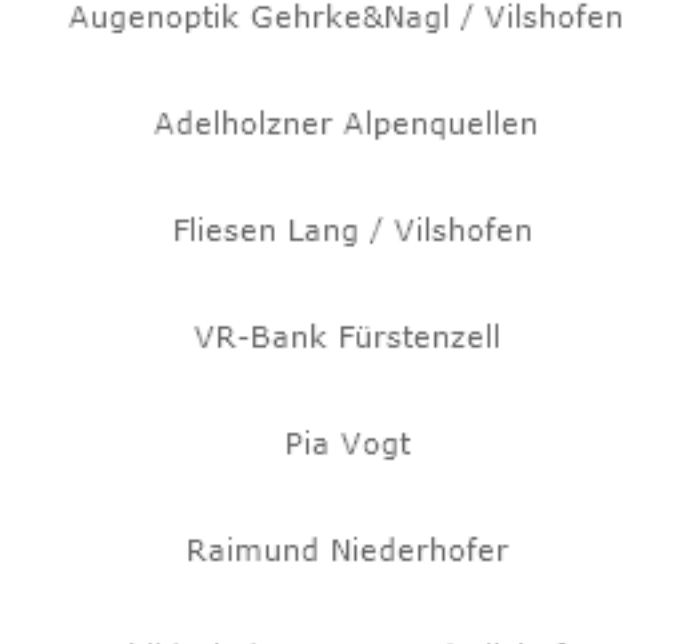 Augenoptik Gehrke&Nagl / Vilshofen
Adelholzner Alpenquellen
Fliesen Lang / Vilshofen
VR-Bank Fürstenzell
Pia Vogt
Raimund Niederhofer